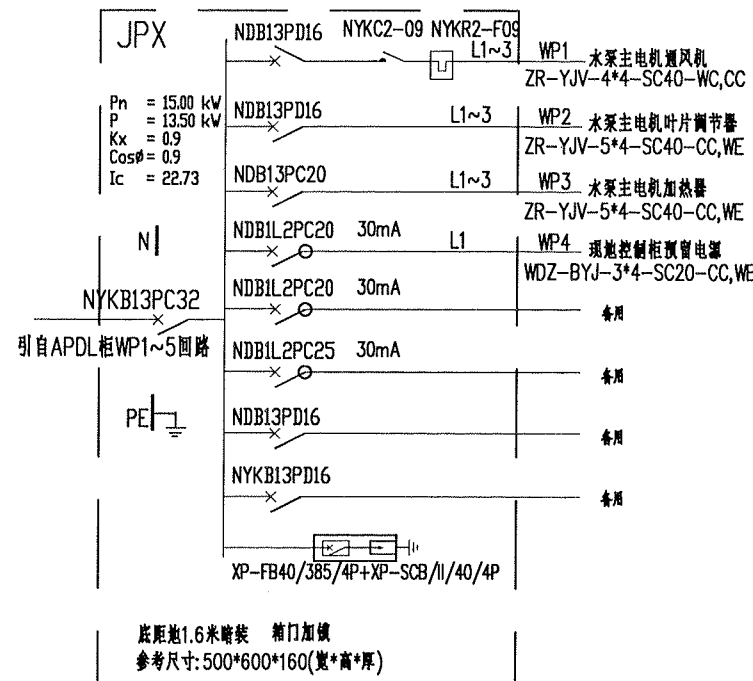 JPX
NDB13PD16 NYKC2-09 NYKR2-F09
L1~3 WP1 水泵主电机通风机
ZR-YJV-4*4-SC40-WC,CC
Pn = 15.00 kW
P = 13.50 kW
Kx = 0.9
Cosø = 0.9
Ic = 22.73
NDB13PD16 L1~3 WP2 水泵主电机叶片调节器
ZR-YJV-5*4-SC40-CC,WE
NDB13PC20 L1~3 WP3 水泵主电机加热器
ZR-YJV-5*4-SC40-CC,WE
N
NDB1L2PC20 30mA L1 WP4 现地控制柜预留电源
WDZ-BYJ-3*4-SC20-CC,WE
NYKB13PC32
引自APDL柜WP1~5回路
NDB1L2PC20 30mA 备用
NDB1L2PC25 30mA 备用
PE
NDB13PD16 备用
NYKB13PD16 备用
XP-FB40/385/4P+XP-SCB/II/40/4P
底距地1.6米暗装 箱门加锁
参考尺寸:500*600*160(宽*高*厚)